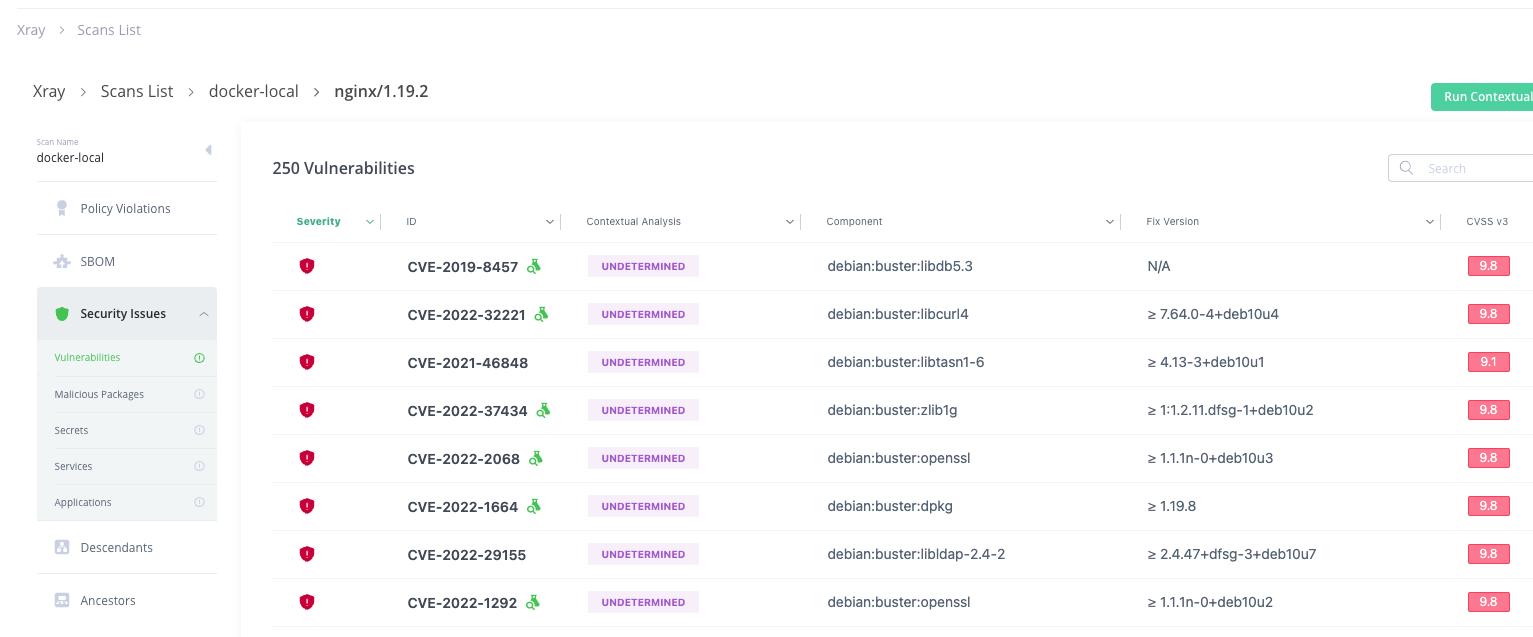 Xray > Scans List
Xray > Scans List > docker-local > nginx/1.19.2
Run Contextual
Scan Name
docker-local
Policy Violations
SBOM
Security Issues
Vulnerabilities
Malicious Packages
Secrets
Services
Applications
Descendants
Ancestors
250 Vulnerabilities
Search
Severity ID Contextual Analysis Component Fix Version CVSS v3
CVE-2019-8457 UNDETERMINED debian:buster:libdb5.3 N/A 9.8
CVE-2022-32221 UNDETERMINED debian:buster:libcurl4 ≥ 7.64.0-4+deb10u4 9.8
CVE-2021-46848 UNDETERMINED debian:buster:libtasn1-6 ≥ 4.13-3+deb10u1 9.1
CVE-2022-37434 UNDETERMINED debian:buster:zlib1g ≥ 1:1.2.11.dfsg-1+deb10u2 9.8
CVE-2022-2068 UNDETERMINED debian:buster:openssl ≥ 1.1.1n-0+deb10u3 9.8
CVE-2022-1664 UNDETERMINED debian:buster:dpkg ≥ 1.19.8 9.8
CVE-2022-29155 UNDETERMINED debian:buster:libldap-2.4-2 ≥ 2.4.47+dfsg-3+deb10u7 9.8
CVE-2022-1292 UNDETERMINED debian:buster:openssl ≥ 1.1.1n-0+deb10u2 9.8